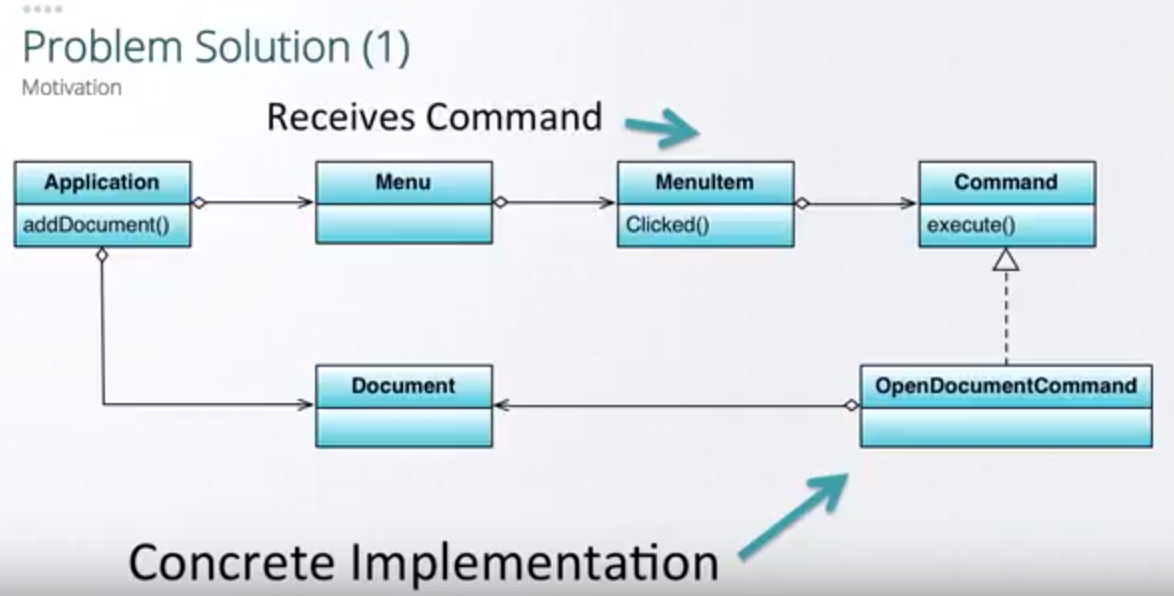 Problem Solution (1)
Motivation
Receives Command
Application
addDocument()
Menu
MenuItem
Clicked()
Command
execute()
Document
OpenDocumentCommand
Concrete Implementation